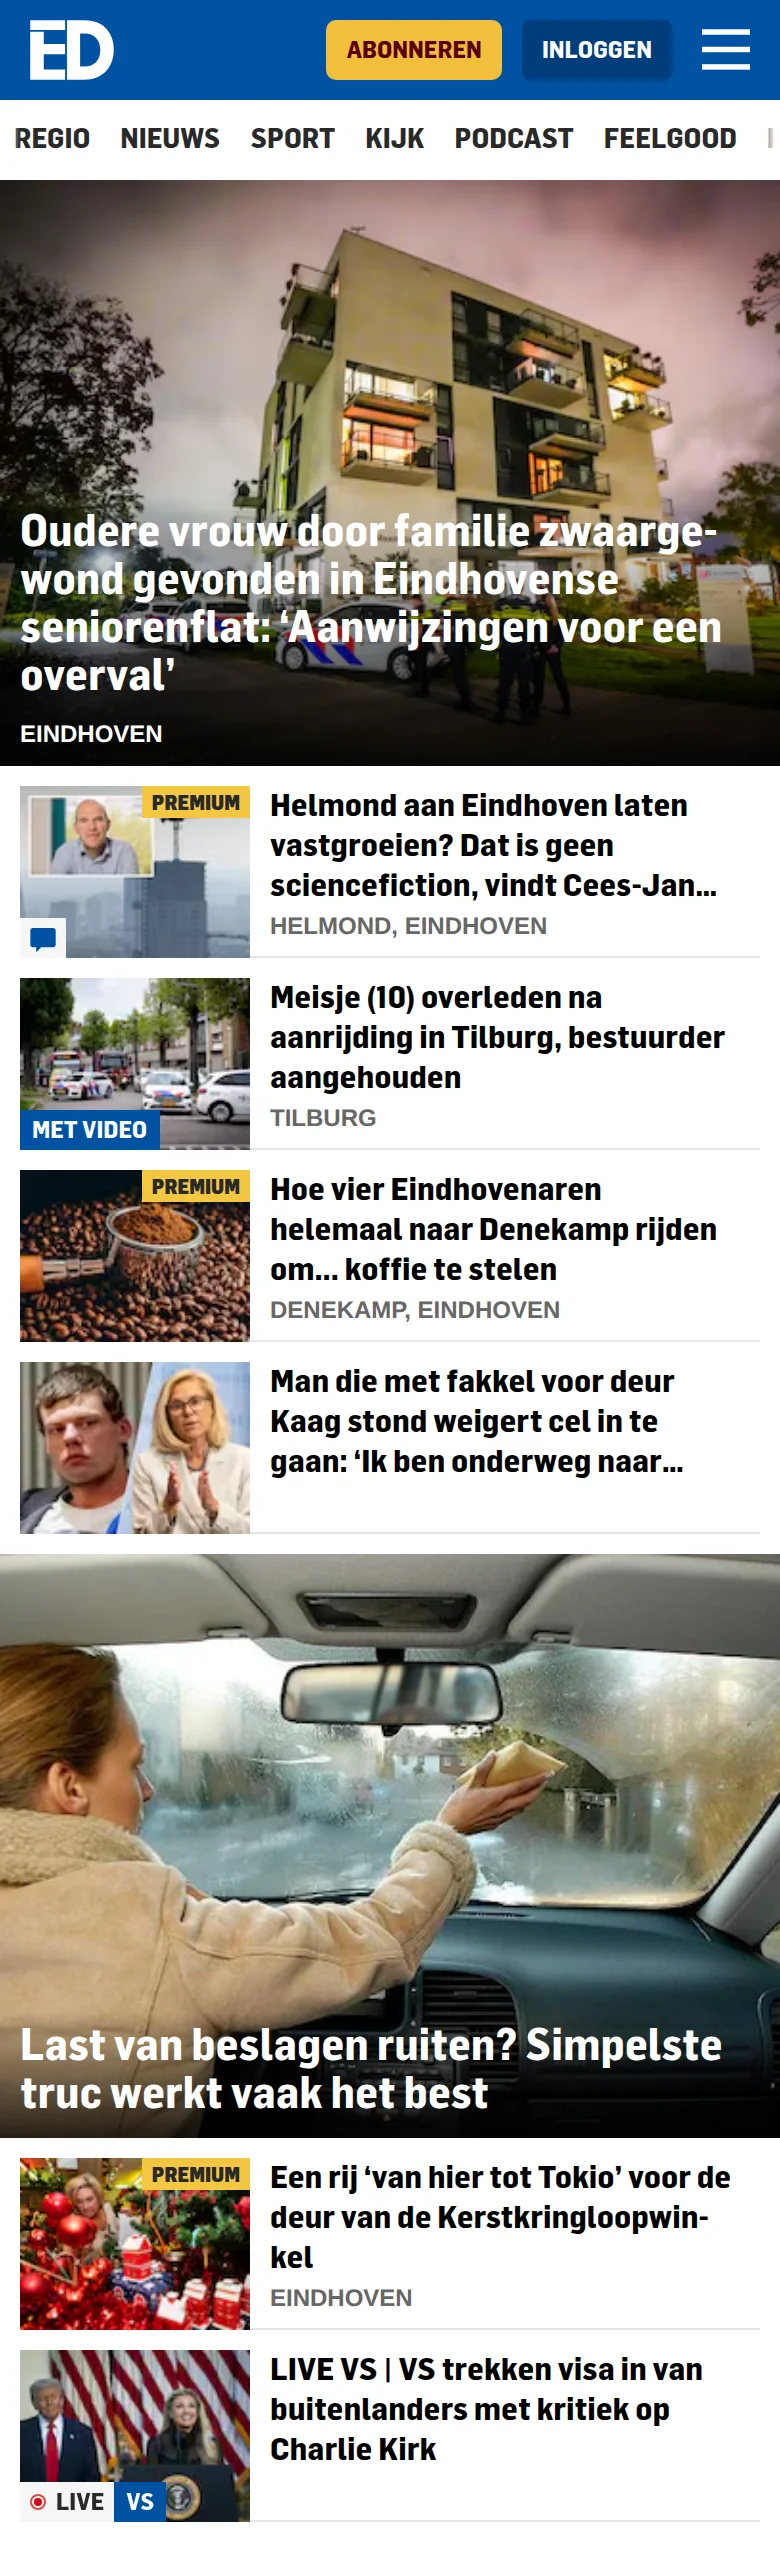 ED
ABONNEREN
INLOGGEN
REGIO NIEUWS SPORT KIJK PODCAST FEELGOOD
Oudere vrouw door familie zwaarge-
wond gevonden in Eindhovense
seniorenflat: ‘Aanwijzingen voor een
overval’
EINDHOVEN
PREMIUM
Helmond aan Eindhoven laten
vastgroeien? Dat is geen
sciencefiction, vindt Cees-Jan...
HELMOND, EINDHOVEN
MET VIDEO
Meisje (10) overleden na
aanrijding in Tilburg, bestuurder
aangehouden
TILBURG
PREMIUM
Hoe vier Eindhovenaren
helemaal naar Denekamp rijden
om... koffie te stelen
DENEKAMP, EINDHOVEN
Man die met fakkel voor deur
Kaag stond weigert cel in te
gaan: ‘Ik ben onderweg naar...
Last van beslagen ruiten? Simpelste
truc werkt vaak het best
PREMIUM
Een rij ‘van hier tot Tokio’ voor de
deur van de Kerstkringloopwin-
kel
EINDHOVEN
LIVE VS
LIVE VS | VS trekken visa in van
buitenlanders met kritiek op
Charlie Kirk